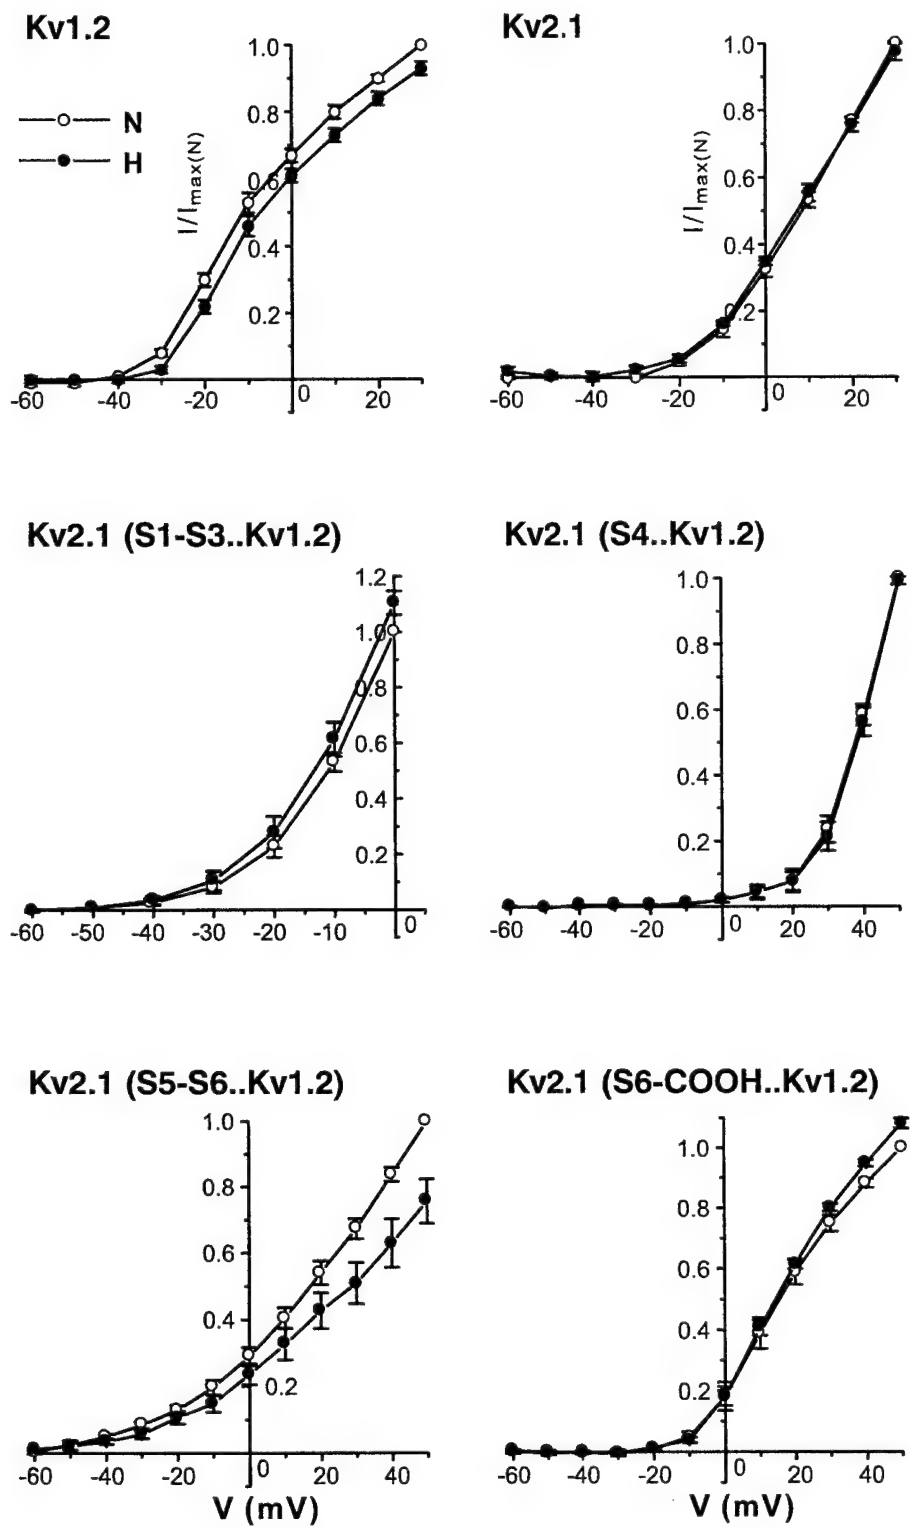 Kv1.2
Kv2.1
N
H
I/Imax(N)
1.0
0.8
0.6
0.4
0.2
-60 -40 -20 0 20
I/Imax(N)
1.0
0.8
0.6
0.4
0.2
-60 -40 -20 0 20
Kv2.1 (S1-S3..Kv1.2)
1.2
1.0
0.8
0.6
0.4
0.2
-60 -50 -40 -30 -20 -10 0
Kv2.1 (S4..Kv1.2)
1.0
0.8
0.6
0.4
0.2
-60 -40 -20 0 20 40
Kv2.1 (S5-S6..Kv1.2)
1.0
0.8
0.6
0.4
0.2
-60 -40 -20 0 20 40
V (mV)
Kv2.1 (S6-COOH..Kv1.2)
1.0
0.8
0.6
0.4
0.2
-60 -40 -20 0 20 40
V (mV)